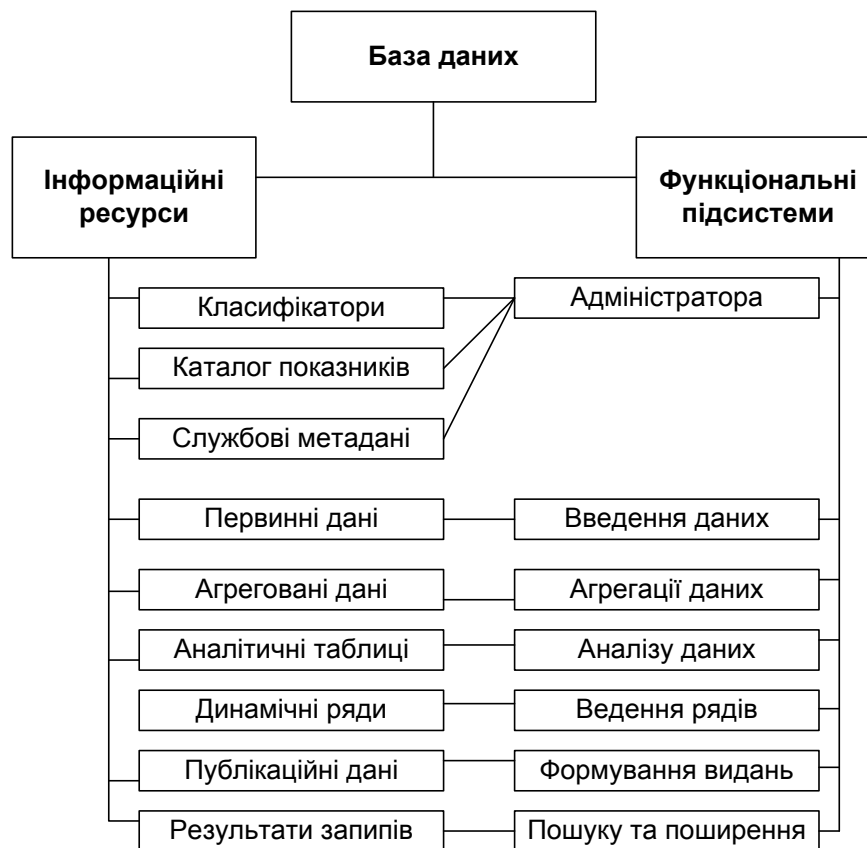 База даних
Інформаційні
ресурси
Функціональні
підсистеми
Класифікатори
Адміністратора
Каталог показників
Службові метадані
Первинні дані
Введення даних
Агреговані дані
Агрегації даних
Аналітичні таблиці
Аналізу даних
Динамічні ряди
Ведення рядів
Публікаційні дані
Формування видань
Результати запипів
Пошуку та поширення